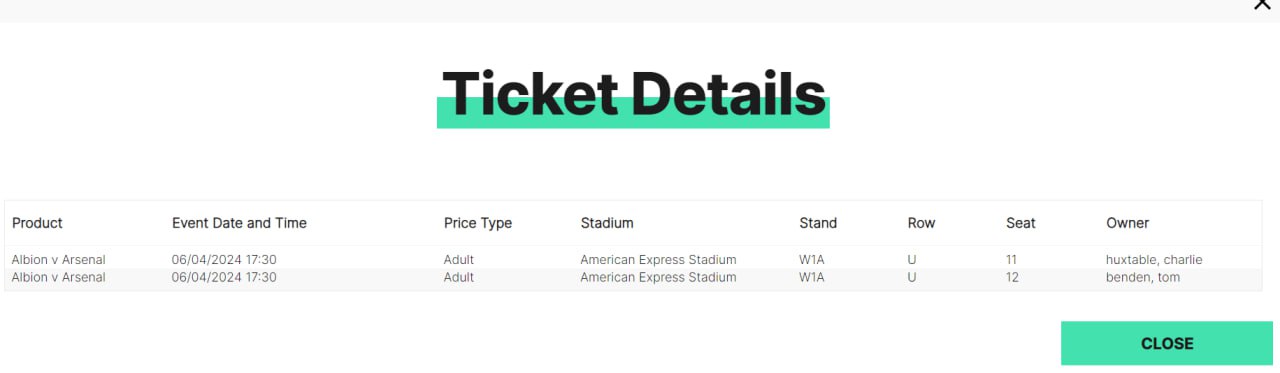 Ticket Details
Product Event Date and Time Price Type Stadium Stand Row Seat Owner
Albion v Arsenal 06/04/2024 17:30 Adult American Express Stadium W1A U 11 huxtable, charlie
Albion v Arsenal 06/04/2024 17:30 Adult American Express Stadium W1A U 12 benden, tom
CLOSE